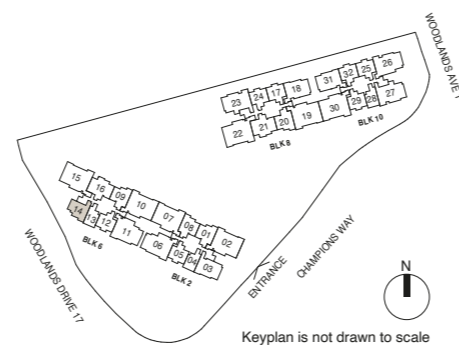 WOODLANDS AVE
31 32 25 26
23 24 17 18
22 21 20 19 30 29 28 27
BLK 8
BLK 10
15 16 09 10 07 08 01 02
14 13 12 11 06 05 04 03
BLK 6
BLK 2
WOODLANDS DRIVE 17
ENTRANCE
CHAMPIONS WAY
N
Keyplan is not drawn to scale